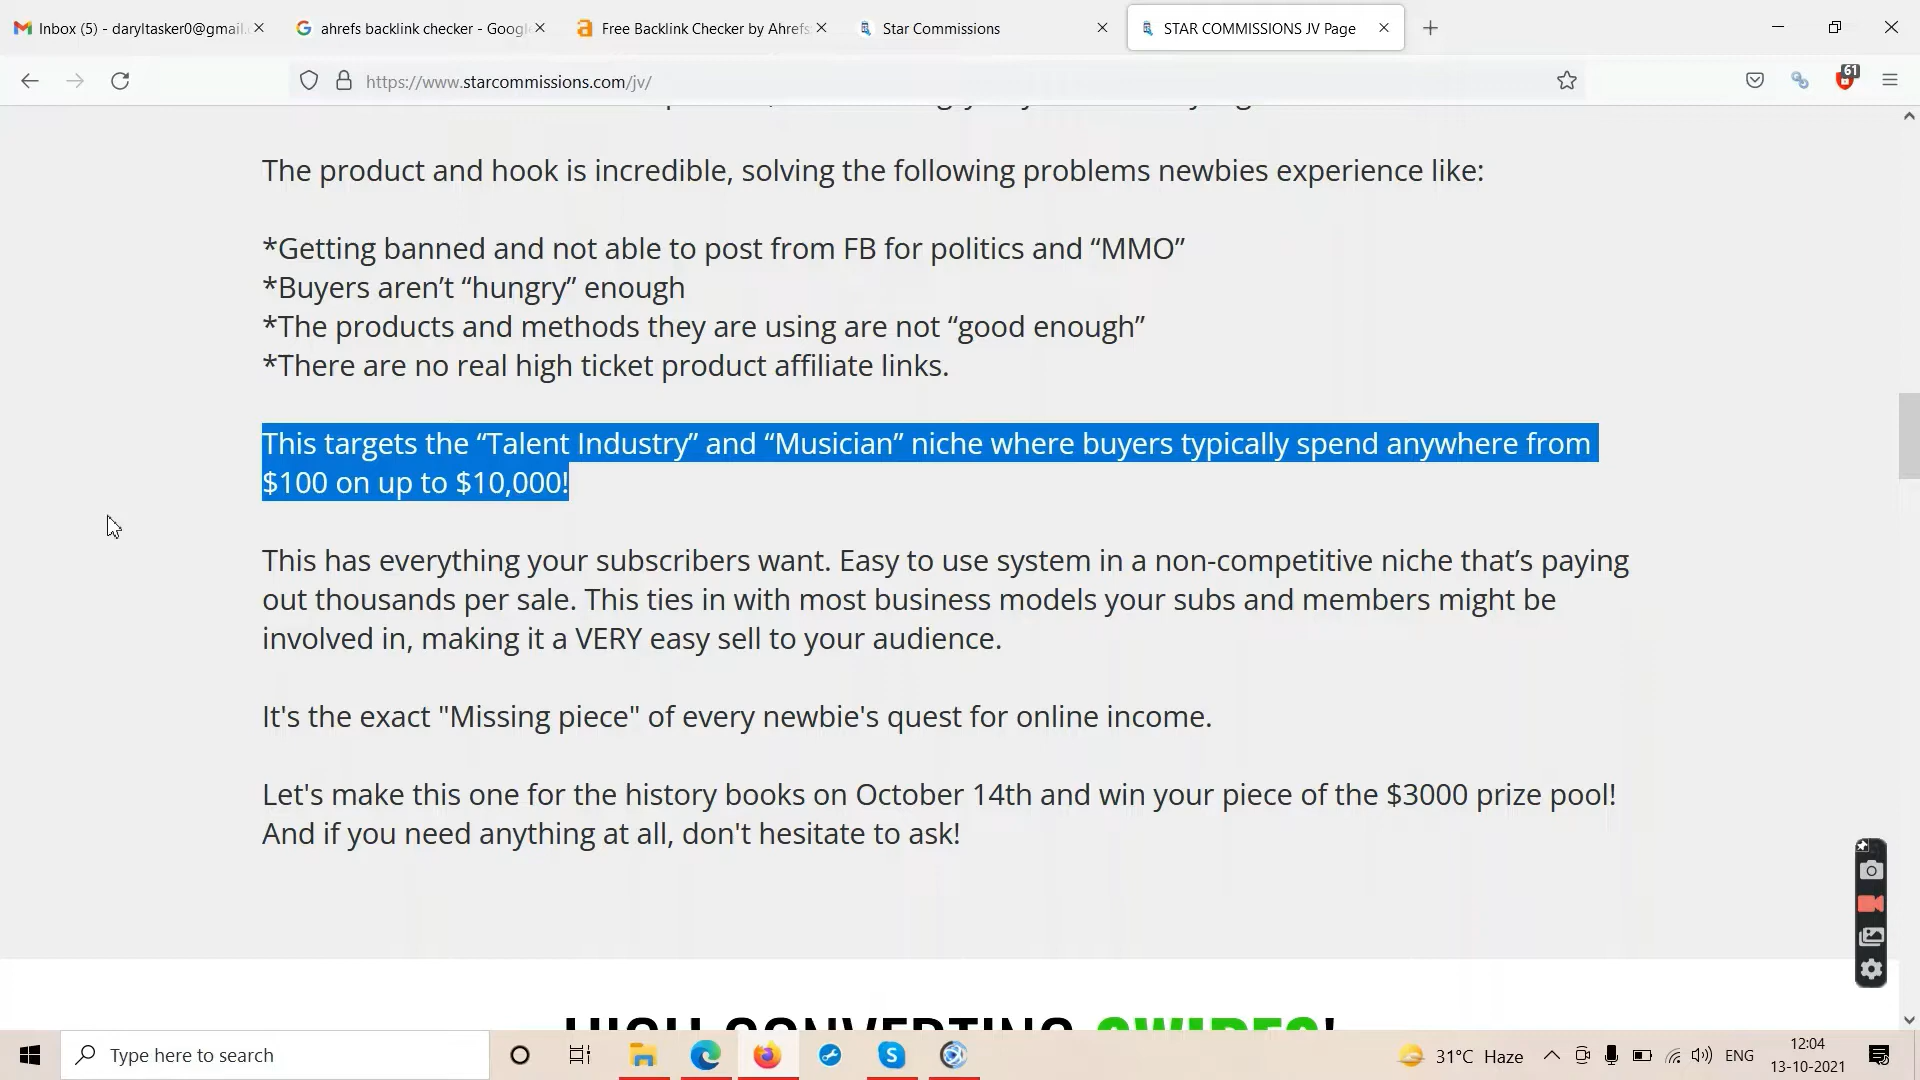 Inbox (5) - daryltasker0@gmail.
ahrefs backlink checker - Google
Free Backlink Checker by Ahrefs
Star Commissions
STAR COMMISSIONS JV Page
https://www.starcommissions.com/jv/
61
The product and hook is incredible, solving the following problems newbies experience like:
*Getting banned and not able to post from FB for politics and “MMO”
*Buyers aren’t “hungry” enough
*The products and methods they are using are not “good enough”
*There are no real high ticket product affiliate links.
This targets the “Talent Industry” and “Musician” niche where buyers typically spend anywhere from
$100 on up to $10,000!
This has everything your subscribers want. Easy to use system in a non-competitive niche that’s paying
out thousands per sale. This ties in with most business models your subs and members might be
involved in, making it a VERY easy sell to your audience.
It's the exact "Missing piece" of every newbie's quest for online income.
Let's make this one for the history books on October 14th and win your piece of the $3000 prize pool!
And if you need anything at all, don't hesitate to ask!
HIGH CONVERTING SWIPES!
Type here to search
31°C Haze
ENG
12:04
13-10-2021